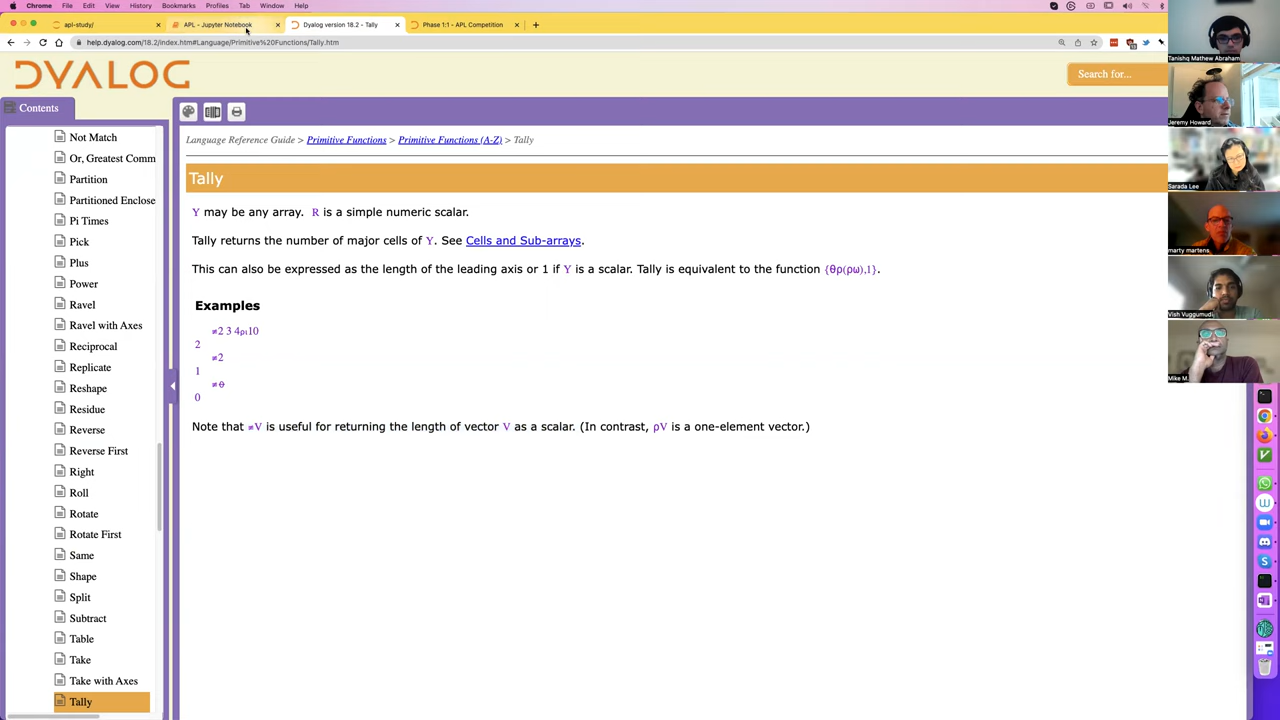 Chrome File Edit View History Bookmarks Profiles Tab Window Help
apl-study/
APL - Jupyter Notebook
Dyalog version 18.2 - Tally
Phase 1:1 - APL Competition
help.dyalog.com/18.2/index.htm#Language/Primitive%20Functions/Tally.htm
DYALOG
Search for...
Contents
Not Match
Or, Greatest Comm
Partition
Partitioned Enclose
Pi Times
Pick
Plus
Power
Ravel
Ravel with Axes
Reciprocal
Replicate
Reshape
Residue
Reverse
Reverse First
Right
Roll
Rotate
Rotate First
Same
Shape
Split
Subtract
Table
Take
Take with Axes
Tally
Language Reference Guide > Primitive Functions > Primitive Functions (A-Z) > Tally
Tally
Y may be any array. R is a simple numeric scalar.
Tally returns the number of major cells of Y. See Cells and Sub-arrays.
This can also be expressed as the length of the leading axis or 1 if Y is a scalar. Tally is equivalent to the function {⍬⍴(⍴⍵),1}.
Examples
≢2 3 4⍴⍳10
2
≢2
1
≢⍬
0
Note that ≢V is useful for returning the length of vector V as a scalar. (In contrast, ⍴V is a one-element vector.)
Tanishq Mathew Abraham
Jeremy Howard
Sarada Lee
marty martens
Vish Vuggumudi
Mike M